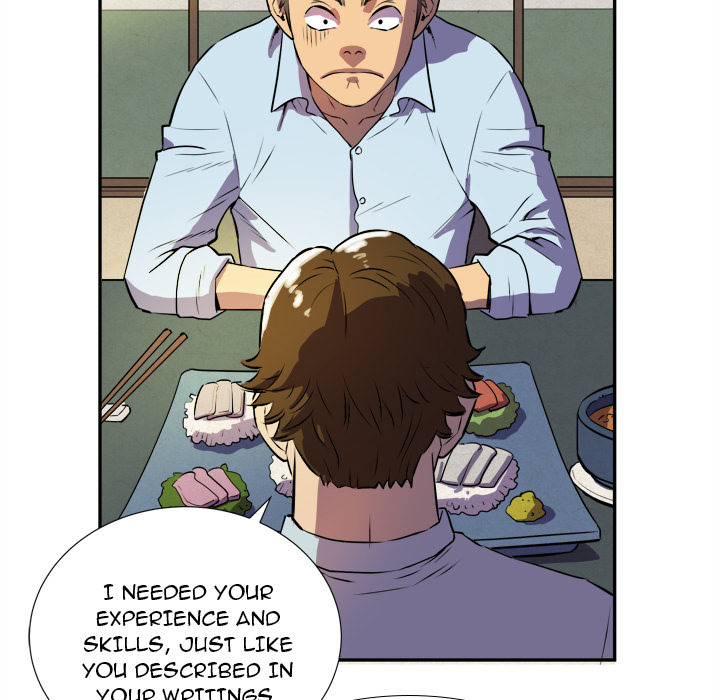 I NEEDED YOUR
EXPERIENCE AND
SKILLS, JUST LIKE
YOU DESCRIBED IN
YOUR WRITINGS